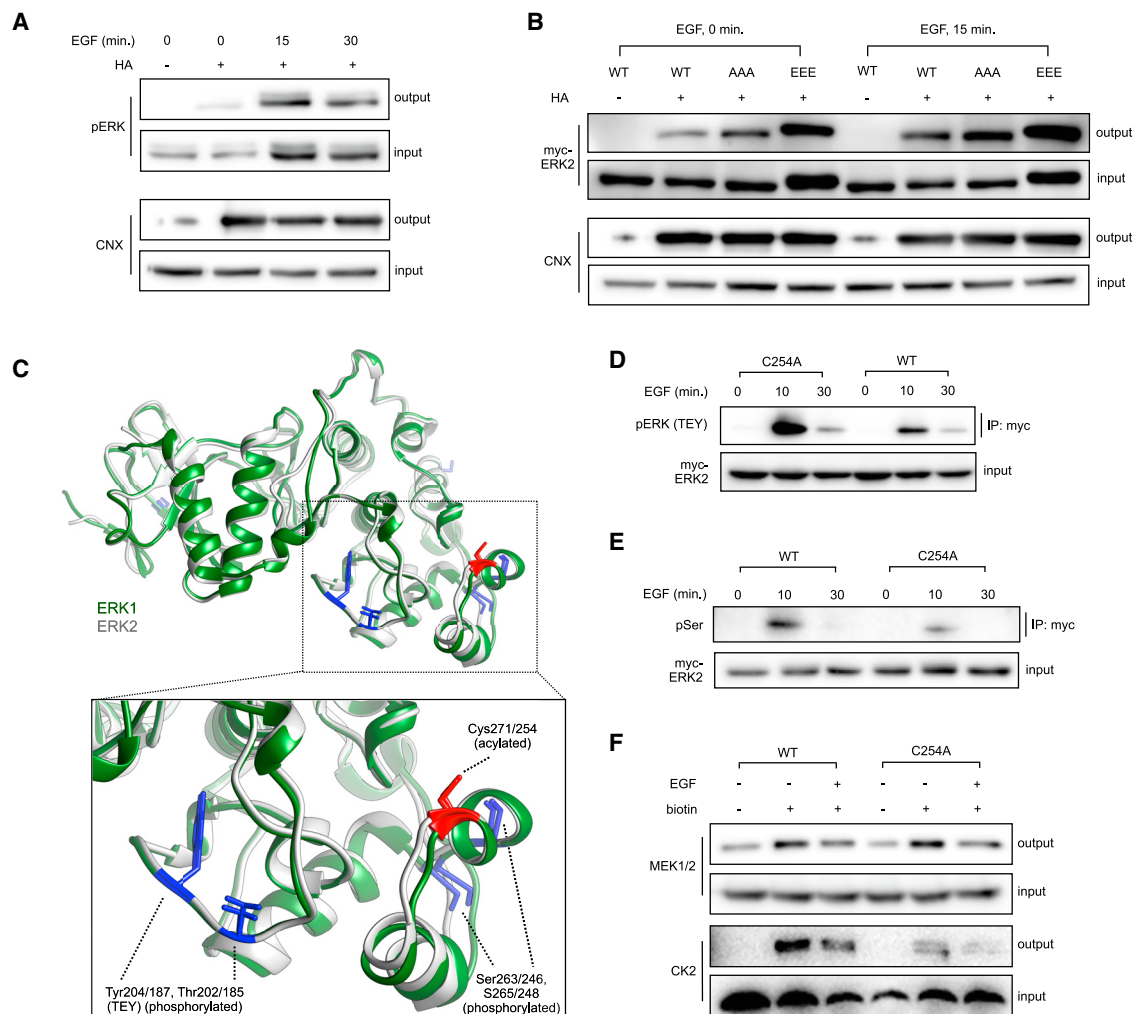 A
EGF (min.) 0 0 15 30
HA - + + +
pERK
output
input
CNX
output
input
B
EGF, 0 min. EGF, 15 min.
WT WT AAA EEE WT WT AAA EEE
HA - + + + - + + +
myc-
ERK2
output
input
CNX
output
input
C
ERK1
ERK2
Cys271/254
(acylated)
Tyr204/187, Thr202/185
(TEY) (phosphorylated)
Ser263/246,
S265/248
(phosphorylated)
D
C254A WT
EGF (min.) 0 10 30 0 10 30
pERK (TEY) IP: myc
myc-
ERK2
input
E
WT C254A
EGF (min.) 0 10 30 0 10 30
pSer IP: myc
myc-
ERK2
input
F
WT C254A
EGF - - + - - +
biotin - + + - + +
MEK1/2
output
input
CK2
output
input